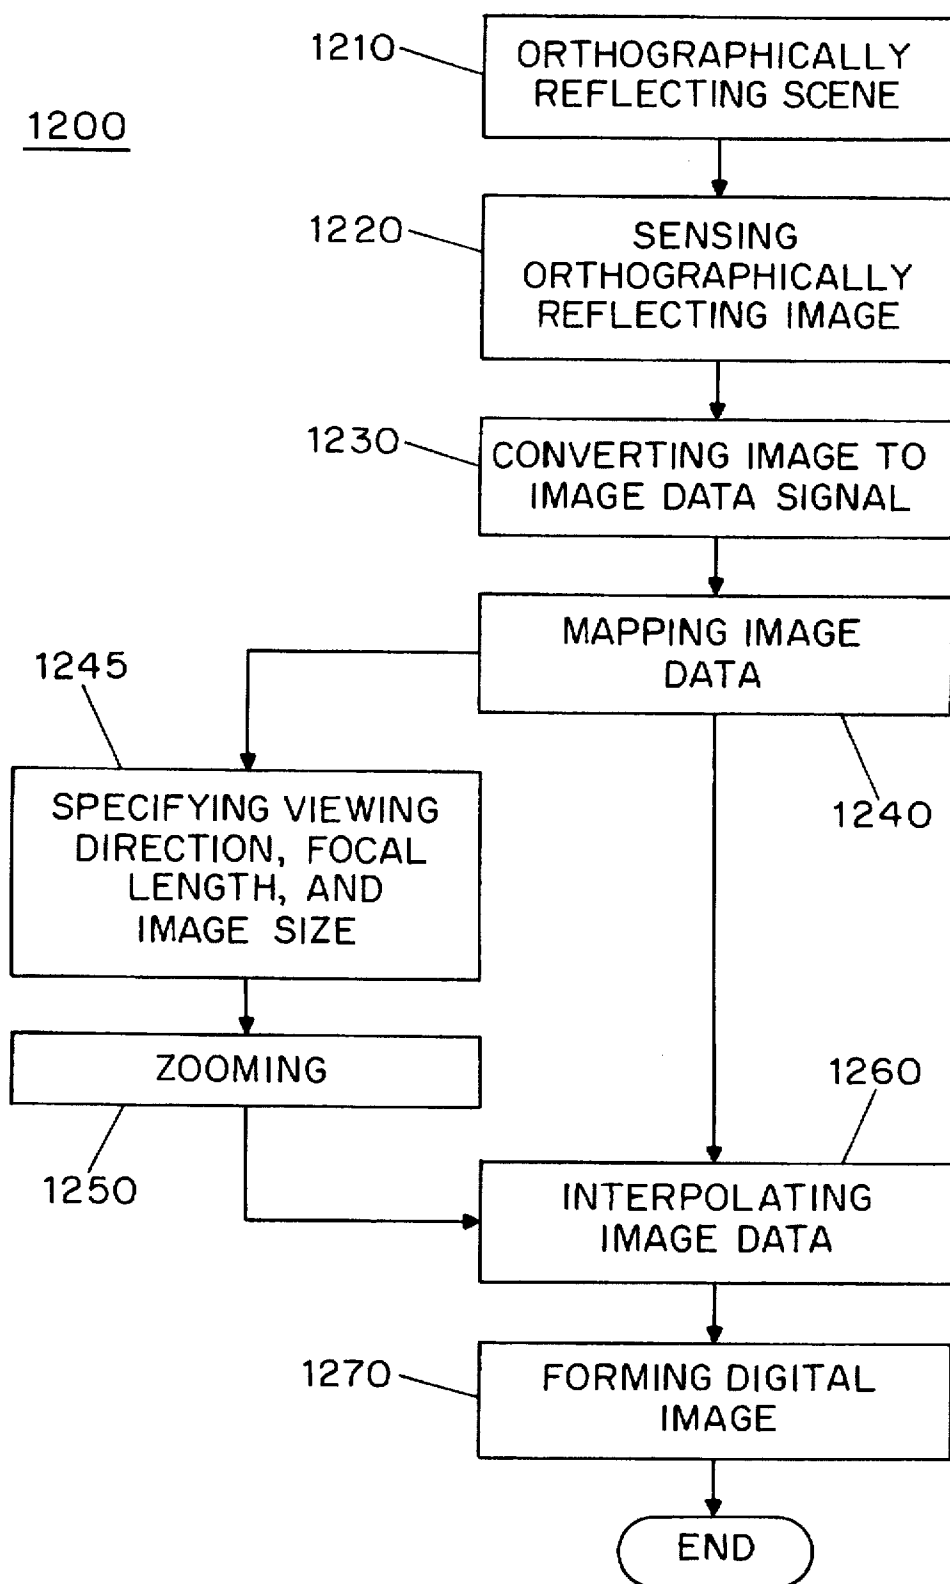 1210
ORTHOGRAPHICALLY
REFLECTING SCENE
1200
1220
SENSING
ORTHOGRAPHICALLY
REFLECTING IMAGE
1230
CONVERTING IMAGE TO
IMAGE DATA SIGNAL
MAPPING IMAGE
DATA
1240
1245
SPECIFYING VIEWING
DIRECTION, FOCAL
LENGTH, AND
IMAGE SIZE
ZOOMING
1250
1260
INTERPOLATING
IMAGE DATA
1270
FORMING DIGITAL
IMAGE
END